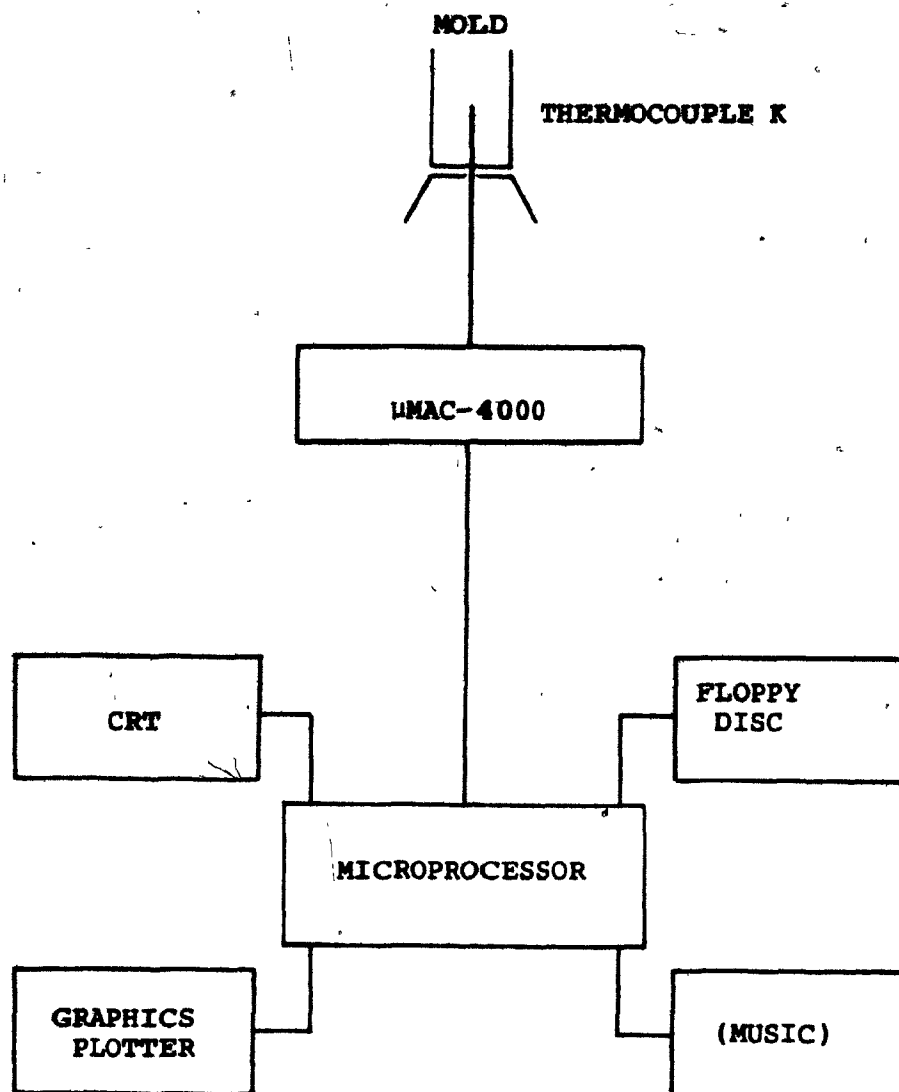 MOLD
THERMOCOUPLE K
µMAC-4000
CRT
FLOPPY
DISC
MICROPROCESSOR
GRAPHICS
PLOTTER
(MUSIC)